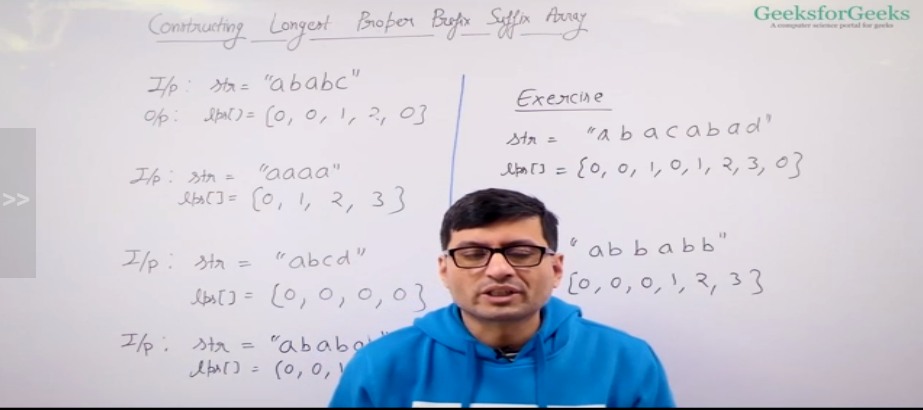 Constructing Longest Proper Prefix Suffix Array
GeeksforGeeks
A computer science portal for geeks
I/p: str = "ababc"
O/p: lps[] = {0, 0, 1, 2, 0}
I/p: str = "aaaa"
lps[] = {0, 1, 2, 3}
I/p: str = "abcd"
lps[] = {0, 0, 0, 0}
I/p: str = "ababa
lps[] = {0, 0, 1
Exercise
str = "abacabad"
lps[] = {0, 0, 1, 0, 1, 2, 3, 0}
"abbabb"
{0, 0, 0, 1, 2, 3}
>>